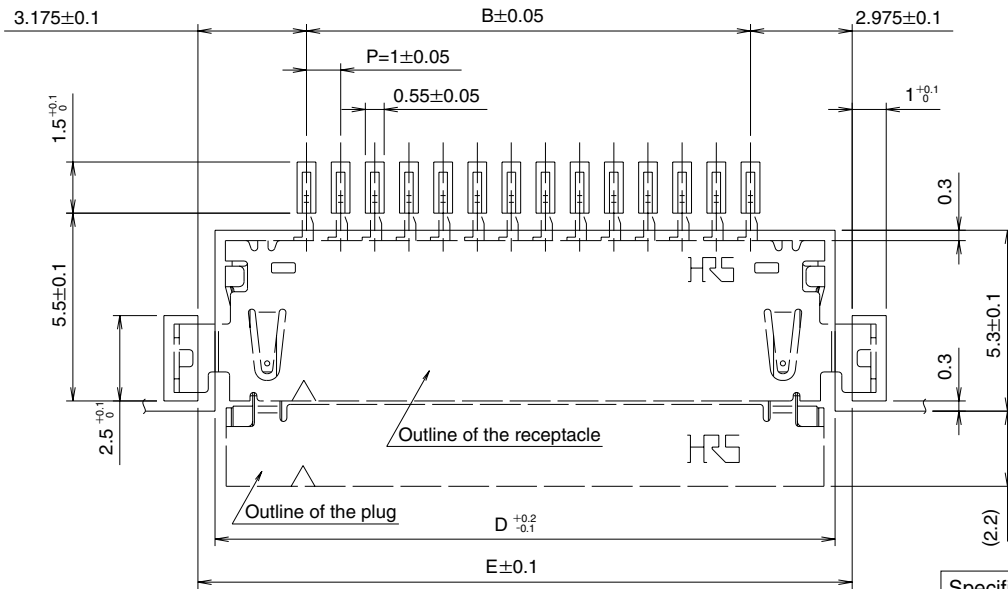 3.175±0.1
B±0.05
2.975±0.1
P=1±0.05
0.55±0.05
1 +0.1 0
1.5 +0.1 0
0.3
HRS
5.5±0.1
5.3±0.1
0.3
2.5 +0.1 0
Outline of the receptacle
HRS
Outline of the plug
D +0.2 -0.1
(2.2)
E±0.1
Specif